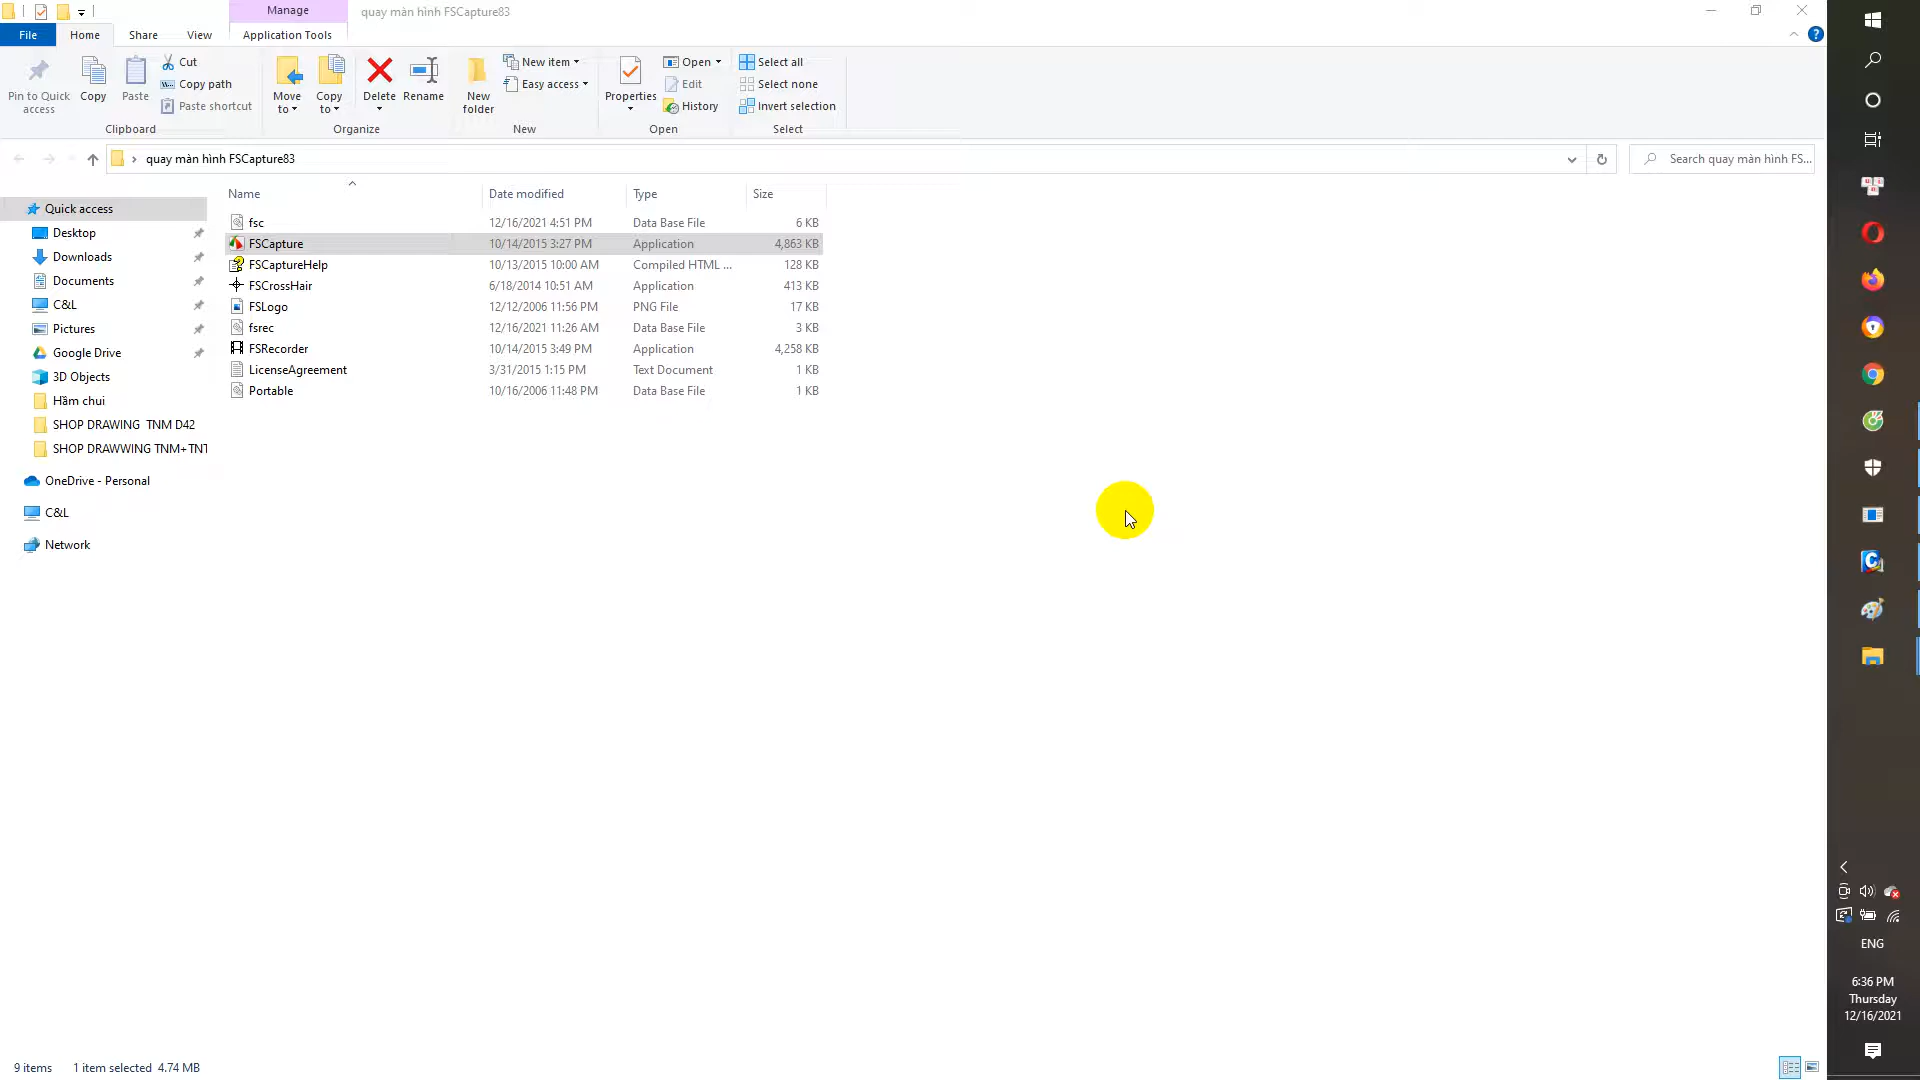 Manage
quay màn hình FSCapture83
File
Home
Share
View
Application Tools
Pin to Quick access
Copy
Paste
Cut
Copy path
Paste shortcut
Clipboard
Move to
Copy to
Delete
Rename
Organize
New folder
New item
Easy access
New
Properties
Open
Edit
History
Open
Select all
Select none
Invert selection
Select
quay màn hình FSCapture83
Search quay màn hình FS...
Name Date modified Type Size
fsc 12/16/2021 4:51 PM Data Base File 6 KB
FSCapture 10/14/2015 3:27 PM Application 4,863 KB
FSCaptureHelp 10/13/2015 10:00 AM Compiled HTML ... 128 KB
FSCrossHair 6/18/2014 10:51 AM Application 413 KB
FSLogo 12/12/2006 11:56 PM PNG File 17 KB
fsrec 12/16/2021 11:26 AM Data Base File 3 KB
FSRecorder 10/14/2015 3:49 PM Application 4,258 KB
LicenseAgreement 3/31/2015 1:15 PM Text Document 1 KB
Portable 10/16/2006 11:48 PM Data Base File 1 KB
Quick access
Desktop
Downloads
Documents
C&L
Pictures
Google Drive
3D Objects
Hầm chui
SHOP DRAWING TNM D42
SHOP DRAWWING TNM+TNT
OneDrive - Personal
C&L
Network
ENG
6:36 PM
Thursday
12/16/2021
9 items 1 item selected 4.74 MB